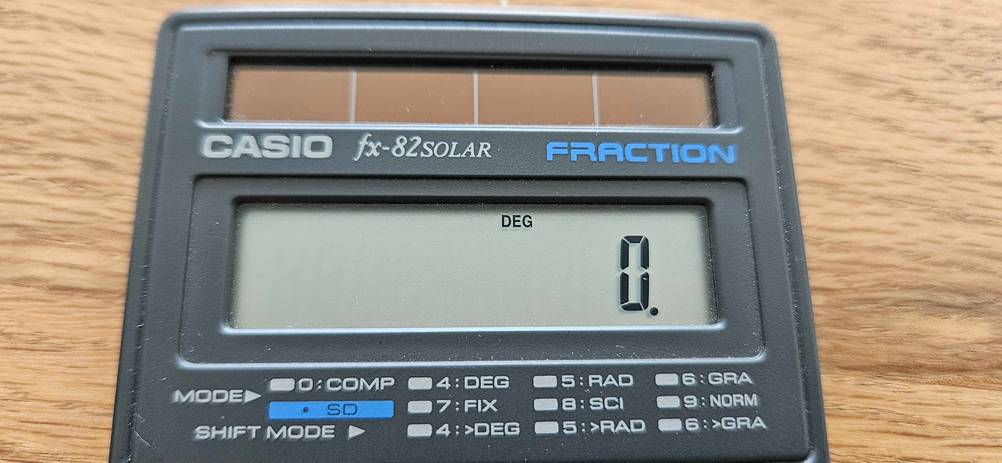 CASIO fx-82SOLAR FRACTION
DEG
0.
MODE▶ 0:COMP 4:DEG 5:RAD 6:GRA
· SD 7:FIX 8:SCI 9:NORM
SHIFT MODE ▶ 4:>DEG 5:>RAD 6:>GRA